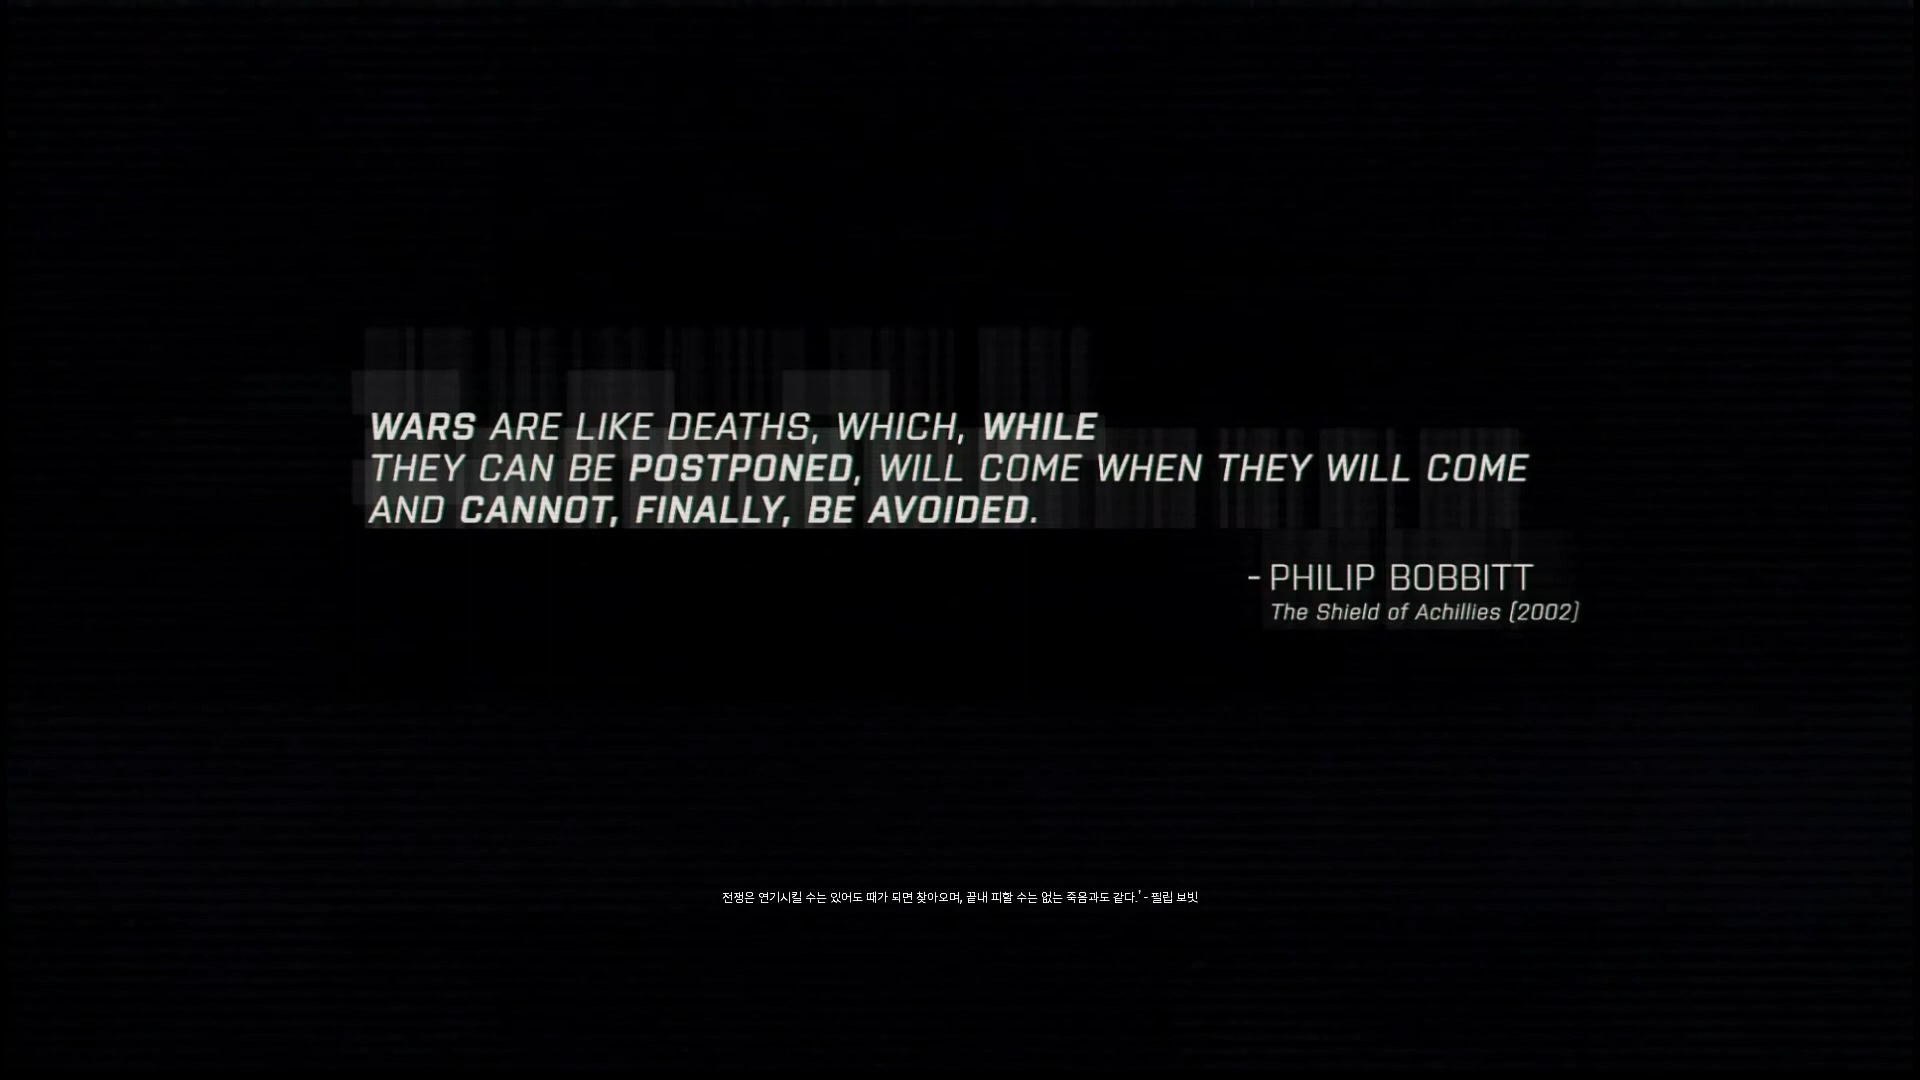 WARS ARE LIKE DEATHS, WHICH, WHILE
THEY CAN BE POSTPONED, WILL COME WHEN THEY WILL COME
AND CANNOT, FINALLY, BE AVOIDED.
- PHILIP BOBBITT
The Shield of Achillies (2002)
전쟁은 연기시킬 수는 있어도 때가 되면 찾아오며, 끝내 피할 수는 없는 죽음과도 같다.' - 필립 보빗